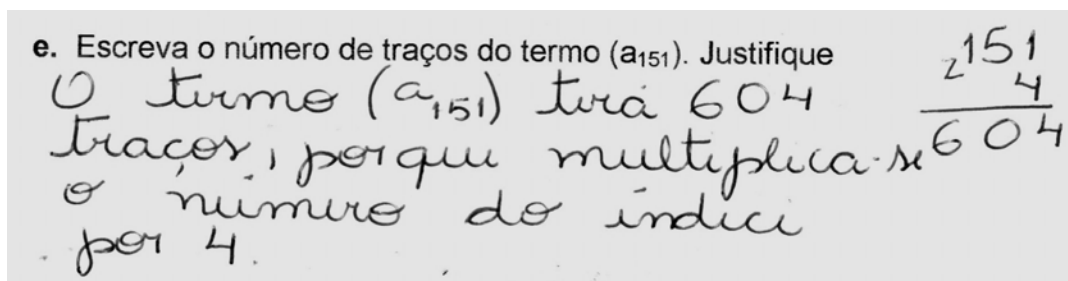 e. Escreva o número de traços do termo (a₁₅₁). Justifique
O termo (a₁₅₁) terá 604
traços, porque multiplica-se
o número do índice
por 4.
2151
4
604